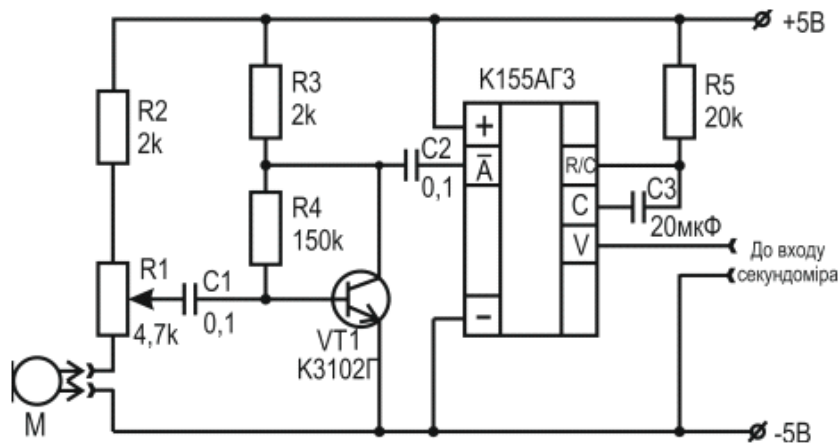 +5В
R3
2k
К155АГ3
R5
20k
R2
2k
+
C2
0,1
A̅
R/C
R4
150k
C
C3
20мкФ
V
До входу
секундоміра
R1
4,7k
C1
0,1
-
VT1
К3102Г
М
-5В